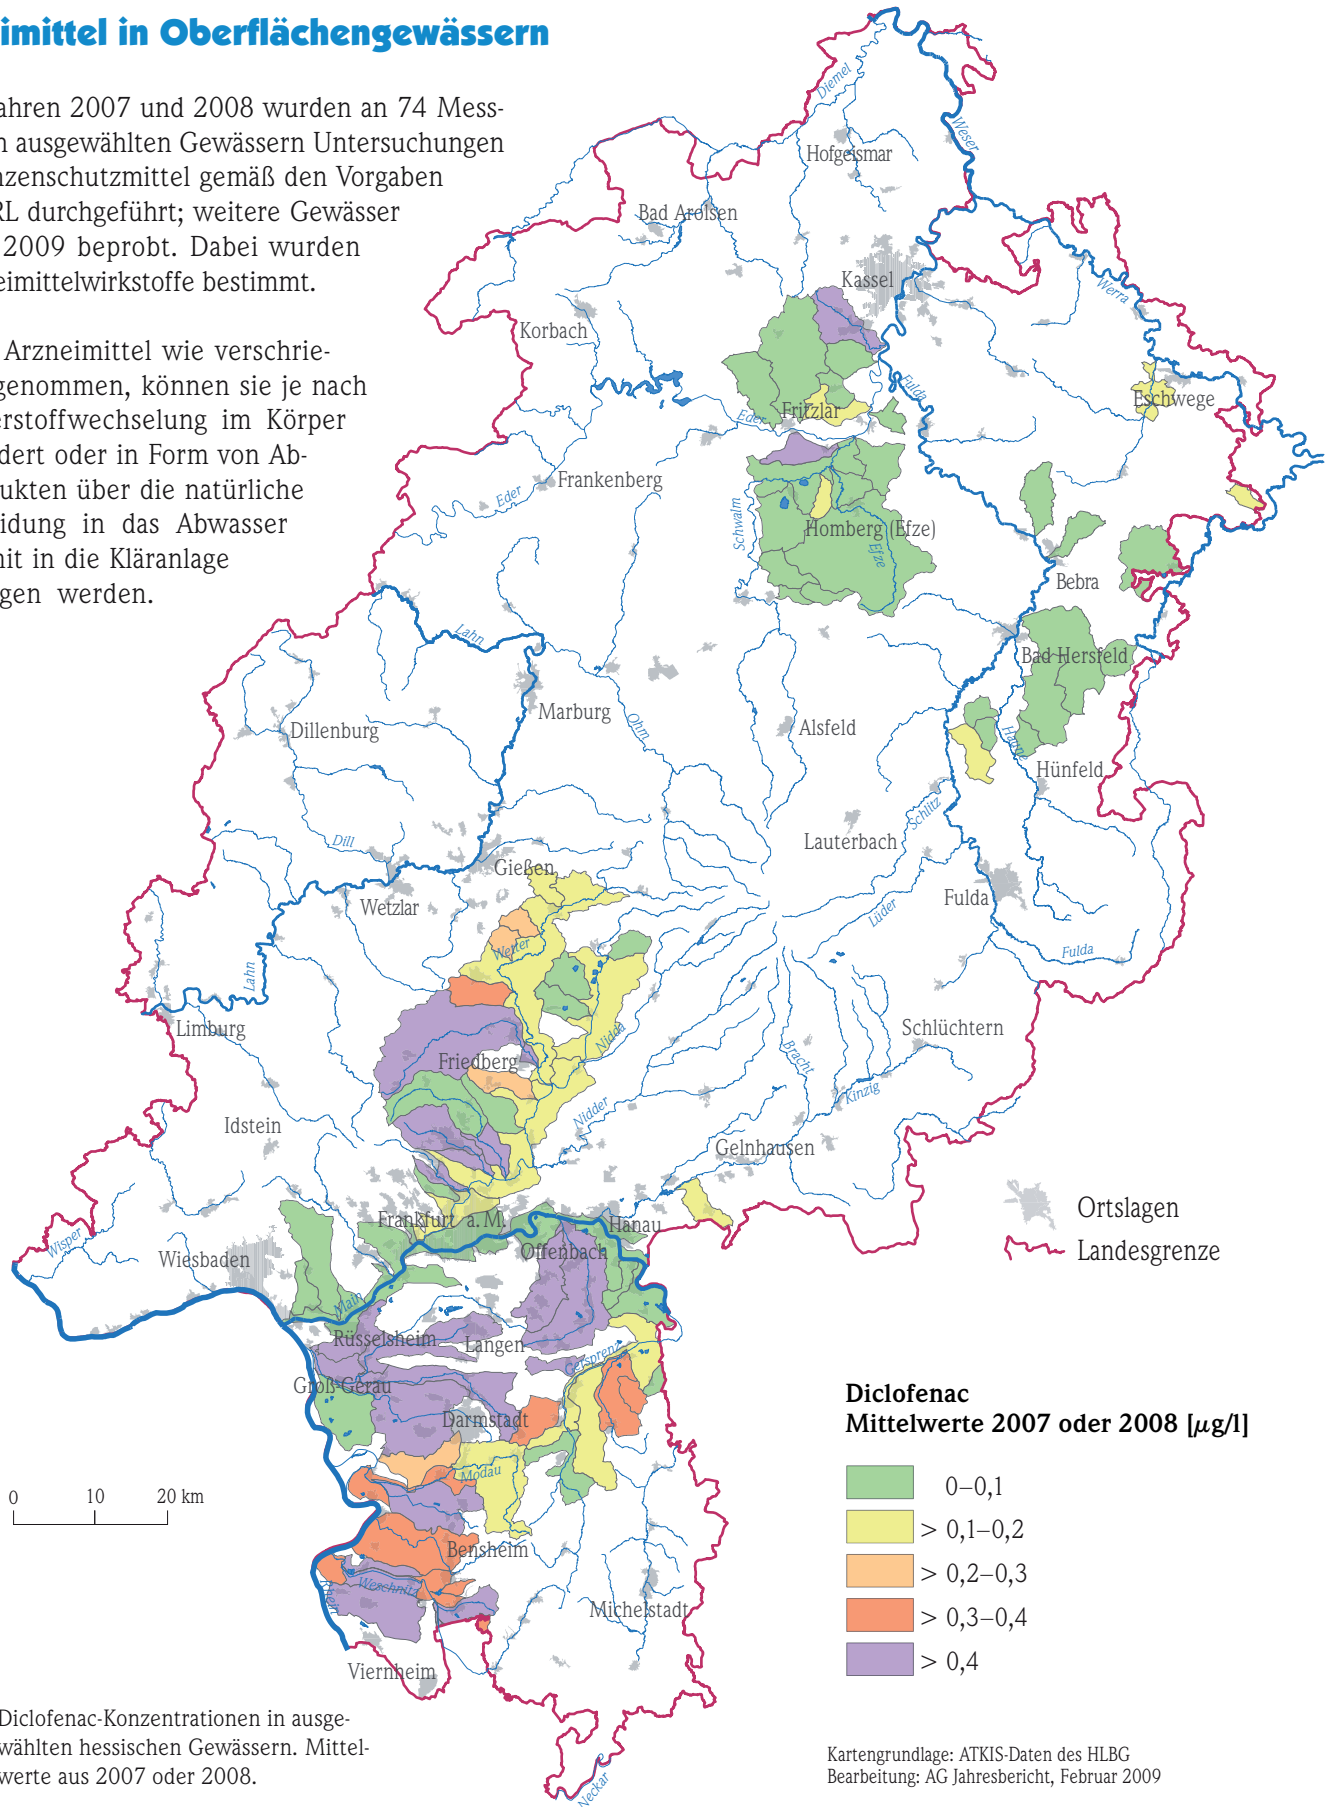 imittel in Oberflächengewässern
ahren 2007 und 2008 wurden an 74 Mess-
n ausgewählten Gewässern Untersuchungen
nzenschutzmittel gemäß den Vorgaben
RL durchgeführt; weitere Gewässer
2009 beprobt. Dabei wurden
eimittelwirkstoffe bestimmt.
Arzneimittel wie verschrie-
genommen, können sie je nach
erstoffwechselung im Körper
dert oder in Form von Ab-
ukten über die natürliche
eidung in das Abwasser
mit in die Kläranlage
gen werden.
Diemel
Weser
Hofgeismar
Bad Arolsen
Kassel
Werra
Korbach
Fulda
Eschwege
Eder
Fritzlar
Frankenberg
Eder
Schwalm
Homberg (Efze)
Efze
Bebra
Lahn
Bad Hersfeld
Marburg
Ohm
Alsfeld
Dillenburg
Haune
Hünfeld
Schlitz
Lauterbach
Dill
Gießen
Wetzlar
Fulda
Lüder
Wetter
Fulda
Lahn
Limburg
Schlüchtern
Nidda
Friedberg
Bracht
Kinzig
Nidder
Idstein
Gelnhausen
Ortslagen
Landesgrenze
Frankfurt a. M.
Hanau
Wisper
Wiesbaden
Offenbach
Main
Rüsselsheim
Langen
Gersprenz
Groß-Gerau
Darmstadt
Modau
Bensheim
Weschnitz
Rhein
Michelstadt
Viernheim
Neckar
0 10 20 km
Diclofenac
Mittelwerte 2007 oder 2008 [µg/l]
0–0,1
> 0,1–0,2
> 0,2–0,3
> 0,3–0,4
> 0,4
Diclofenac-Konzentrationen in ausge-
wählten hessischen Gewässern. Mittel-
werte aus 2007 oder 2008.
Kartengrundlage: ATKIS-Daten des HLBG
Bearbeitung: AG Jahresbericht, Februar 2009